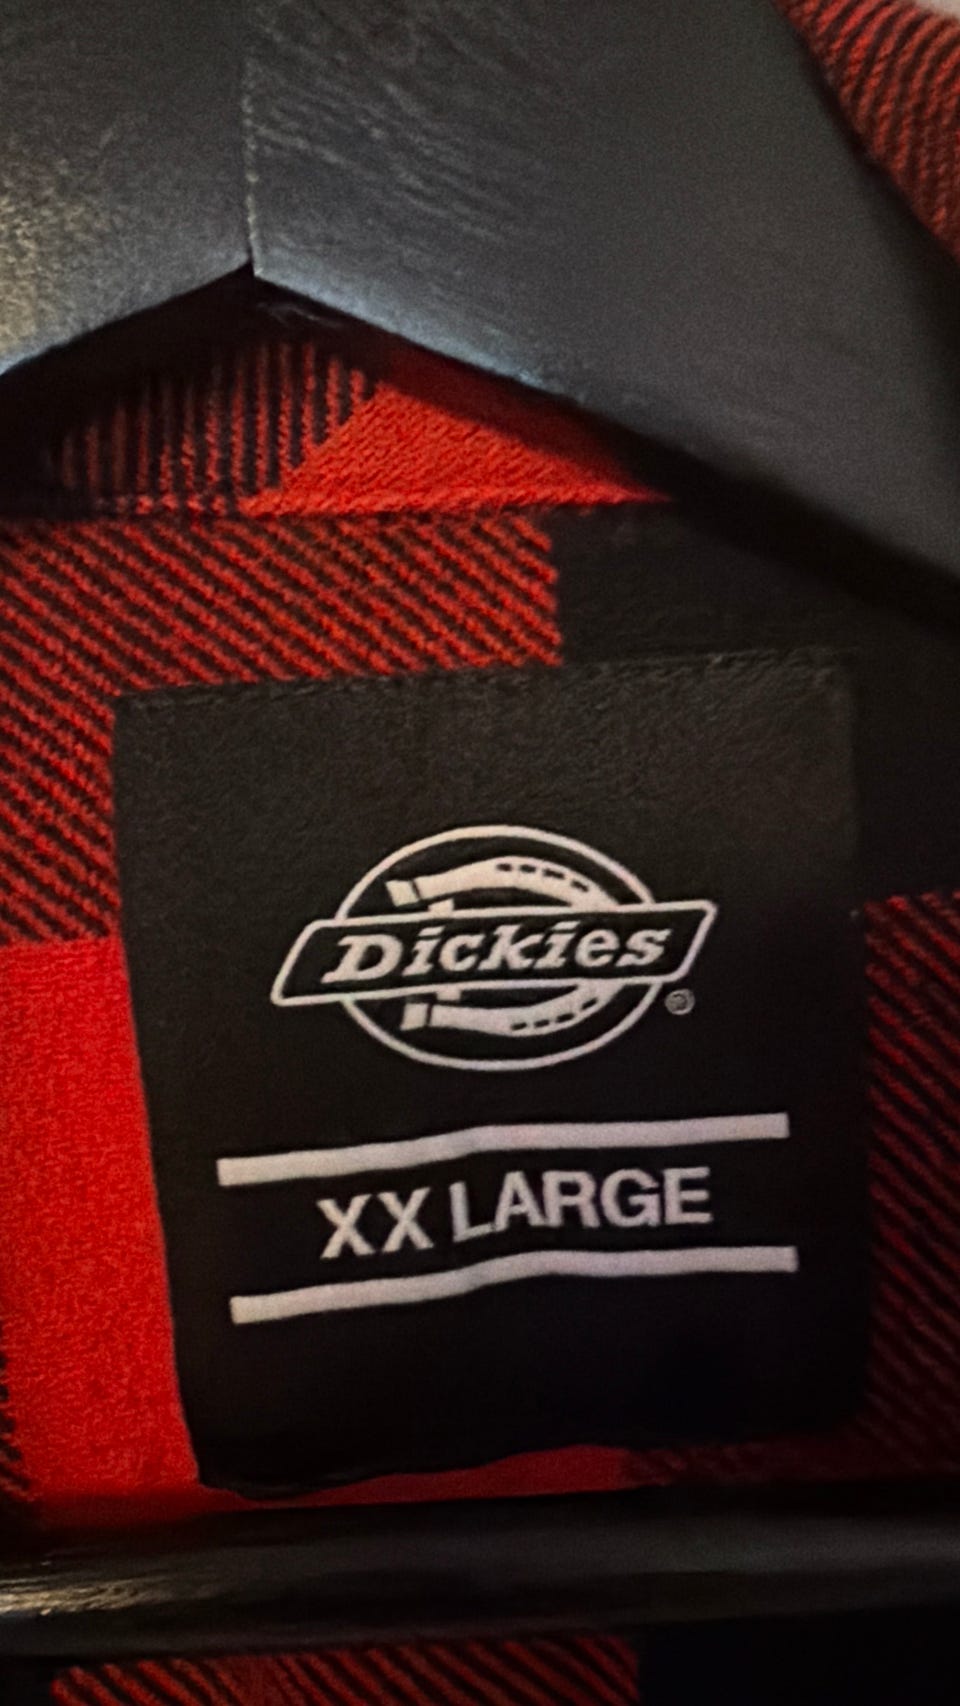 Dickies
®
XX LARGE